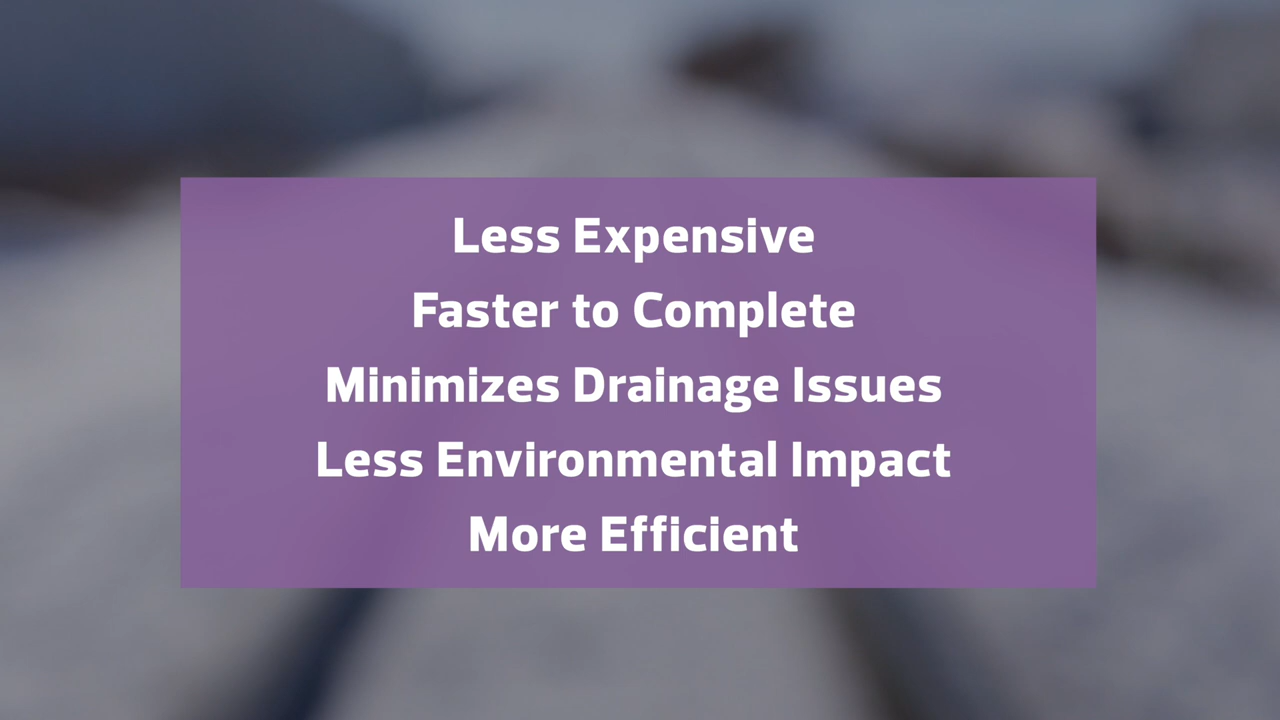 Less Expensive
Faster to Complete
Minimizes Drainage Issues
Less Environmental Impact
More Efficient